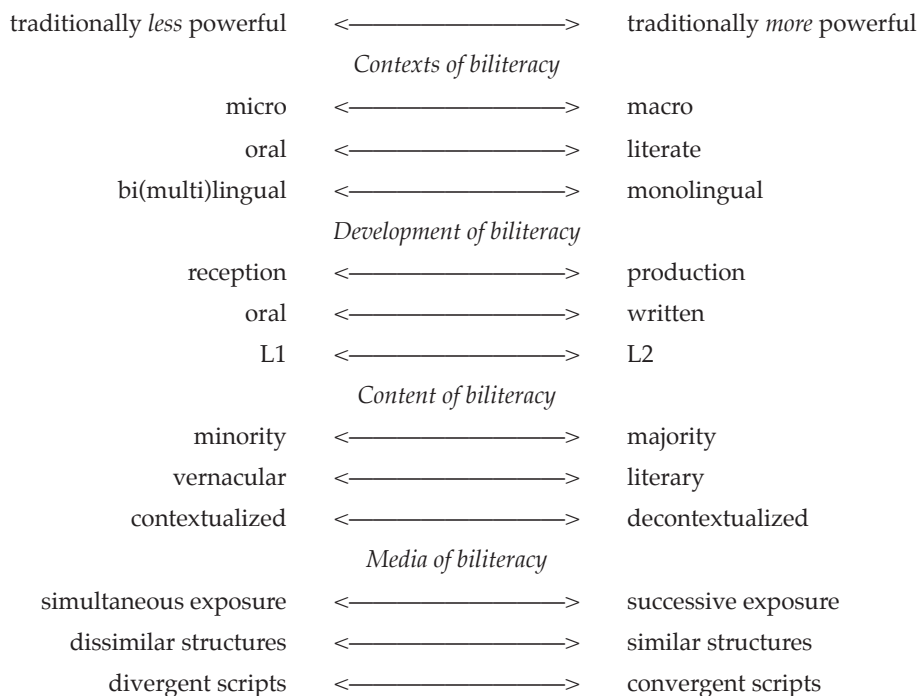 traditionally less powerful <——————————> traditionally more powerful
Contexts of biliteracy
micro <——————————> macro
oral <——————————> literate
bi(multi)lingual <——————————> monolingual
Development of biliteracy
reception <——————————> production
oral <——————————> written
L1 <——————————> L2
Content of biliteracy
minority <——————————> majority
vernacular <——————————> literary
contextualized <——————————> decontextualized
Media of biliteracy
simultaneous exposure <——————————> successive exposure
dissimilar structures <——————————> similar structures
divergent scripts <——————————> convergent scripts